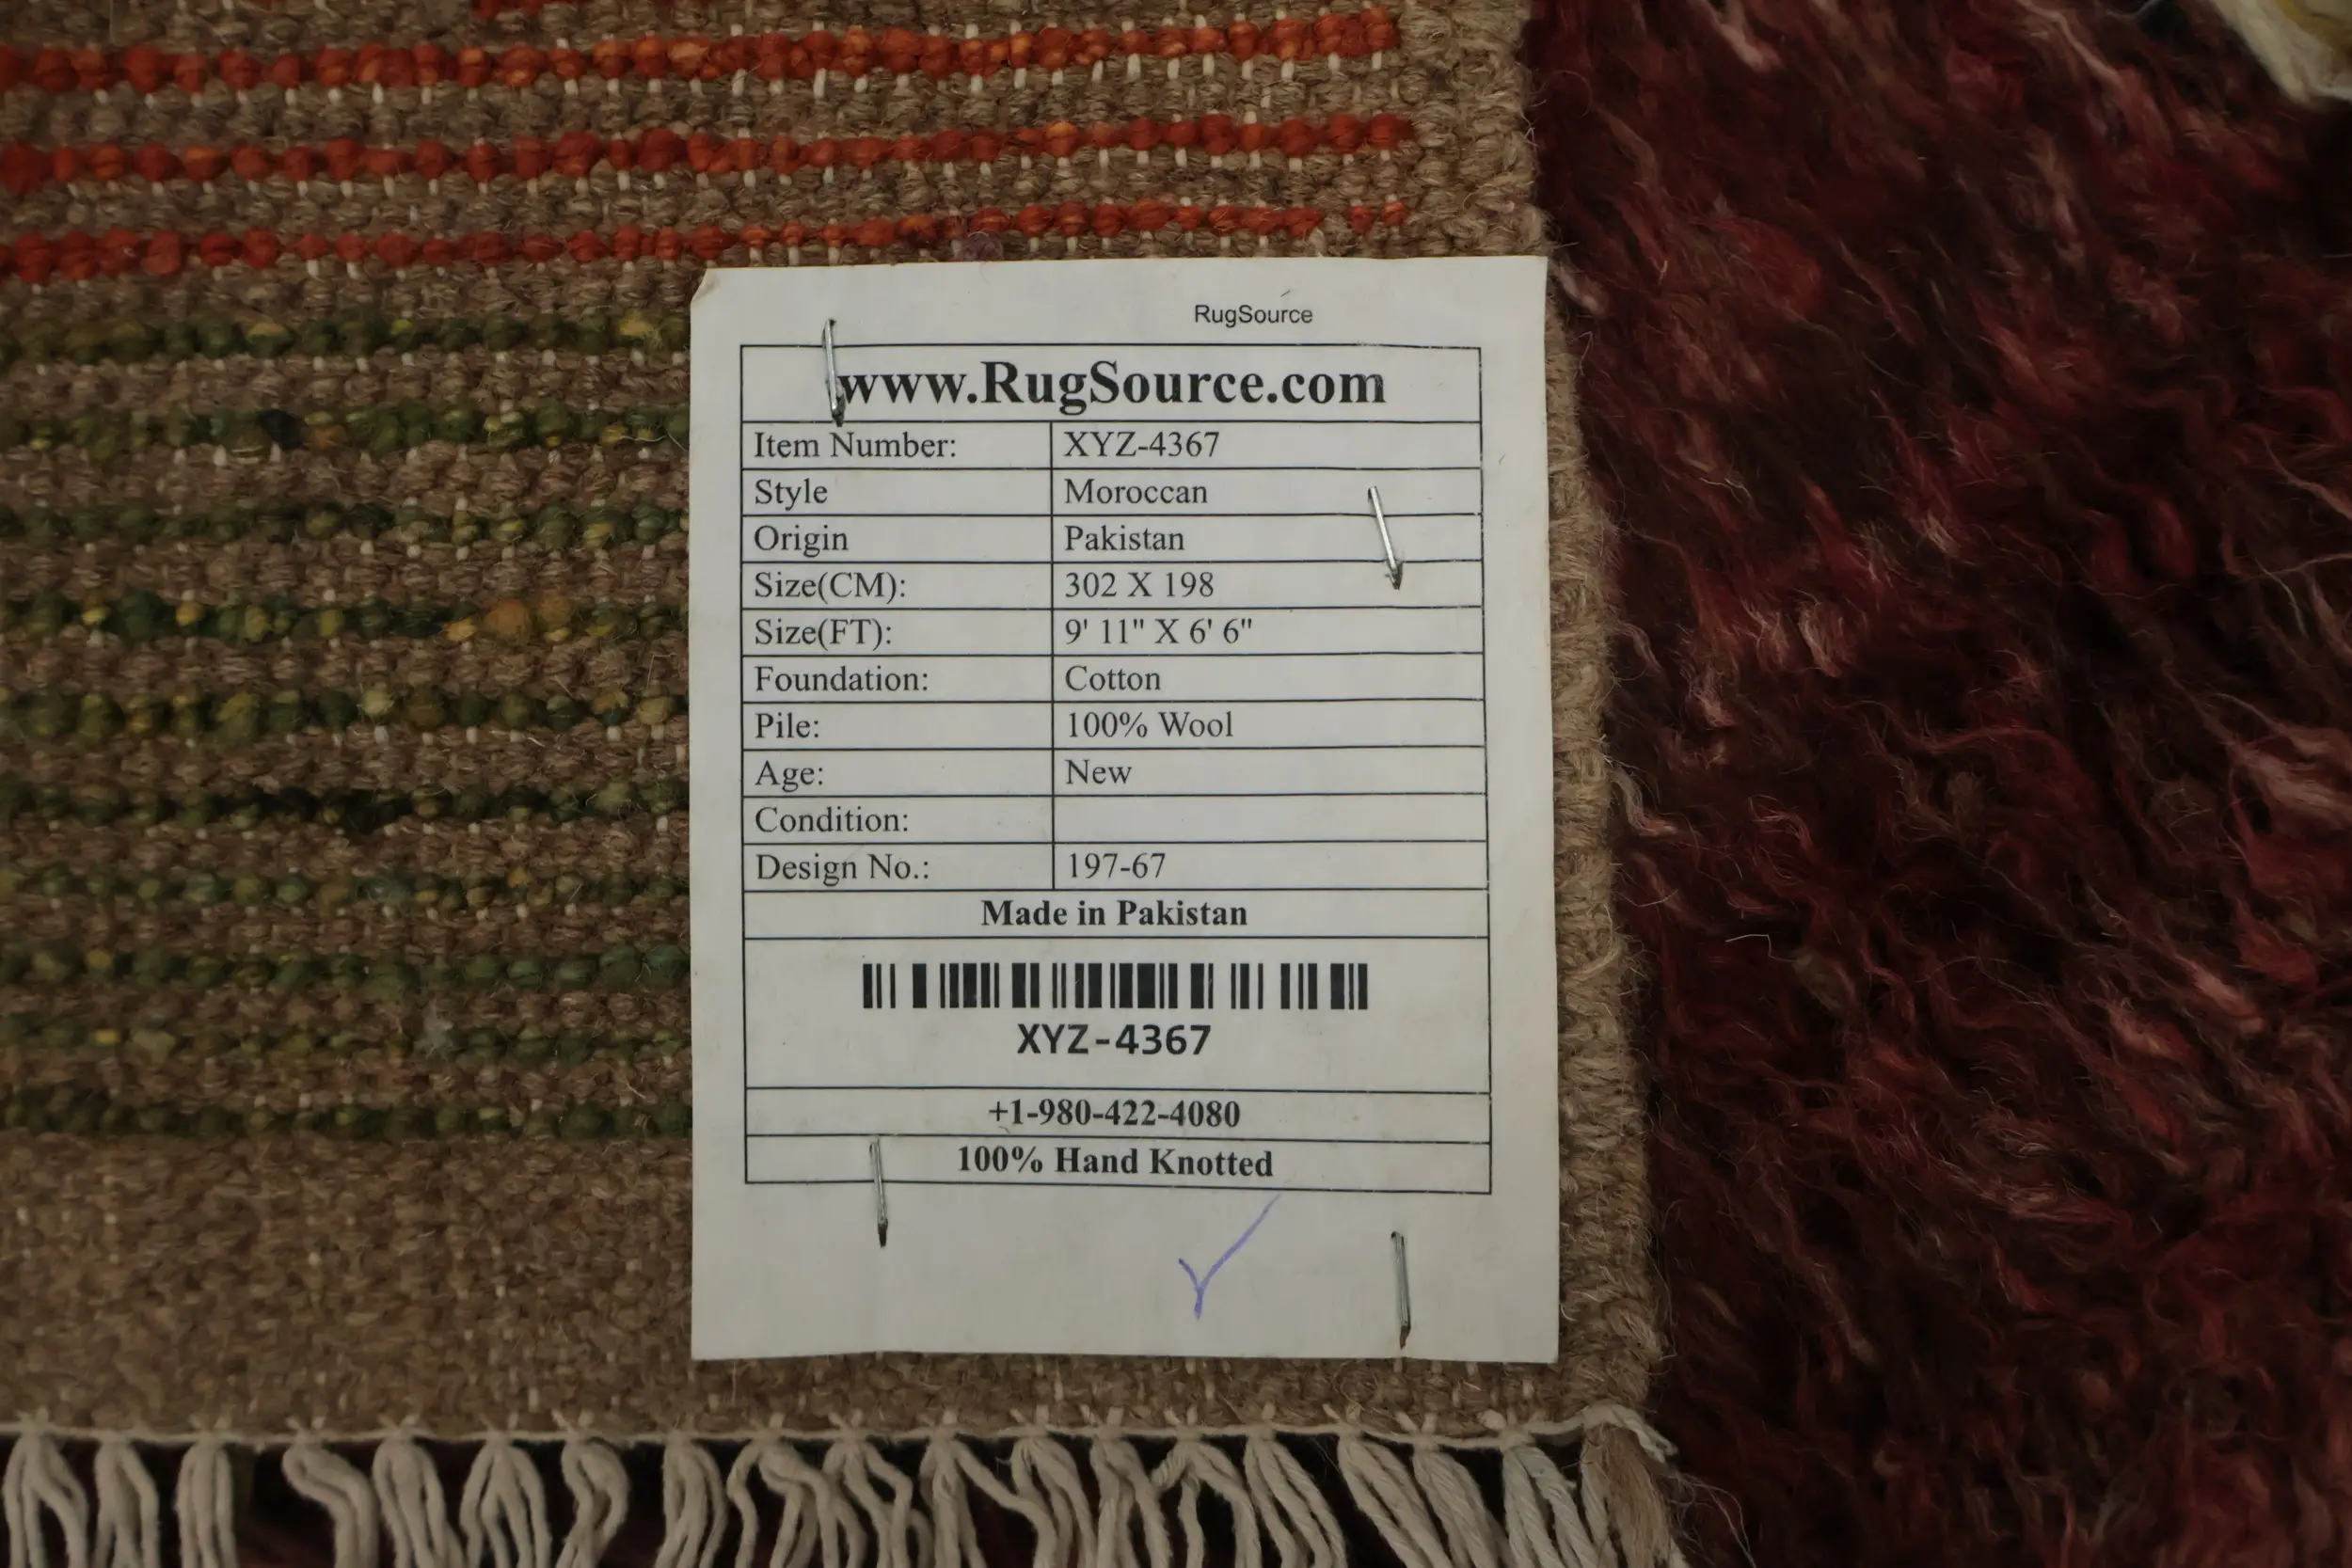 RugSource
www.RugSource.com
Item Number: XYZ-4367
Style Moroccan
Origin Pakistan
Size(CM): 302 X 198
Size(FT): 9' 11" X 6' 6"
Foundation: Cotton
Pile: 100% Wool
Age: New
Condition:
Design No.: 197-67
Made in Pakistan
XYZ-4367
+1-980-422-4080
100% Hand Knotted